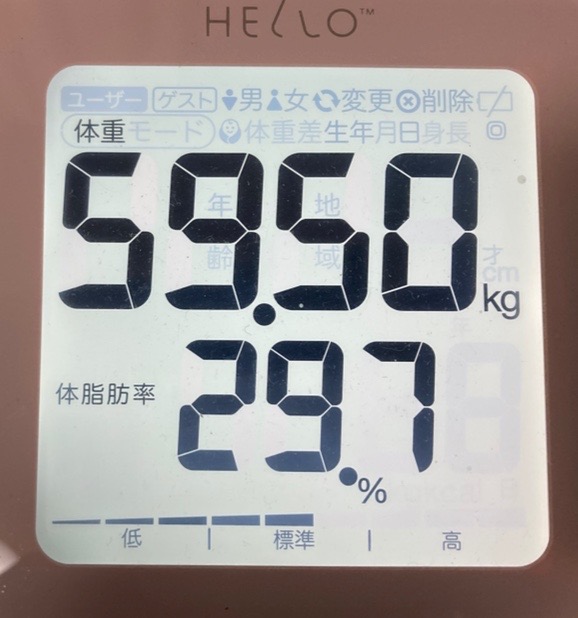 HELLO™
ユーザー ゲスト 男 女 変更 削除
体重モード 体重差生年月日身長
年齢 地域
59.50 kg
才
cm
体脂肪率 29.7 %
低 | 標準 | 高